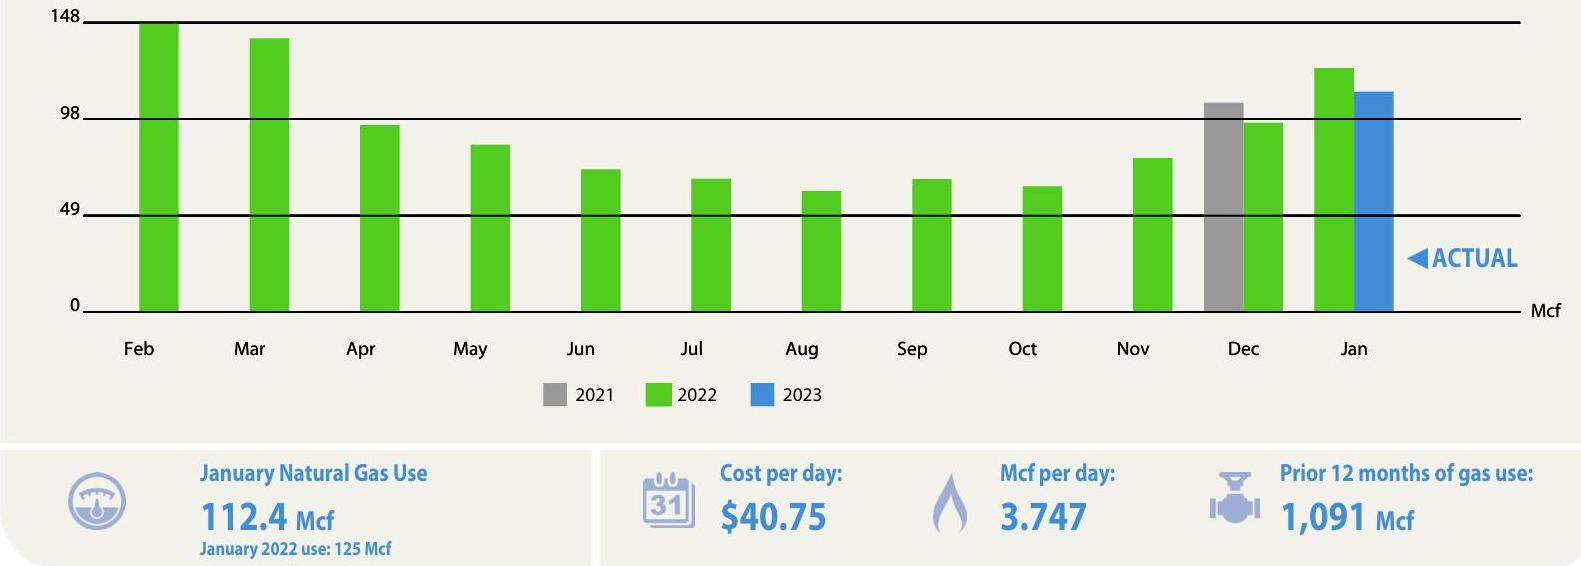 148
98
49
0
Mcf
◀ ACTUAL
Feb Mar Apr May Jun Jul Aug Sep Oct Nov Dec Jan
2021 2022 2023
January Natural Gas Use
112.4 Mcf
January 2022 use: 125 Mcf
31
Cost per day:
$40.75
Mcf per day:
3.747
Prior 12 months of gas use:
1,091 Mcf